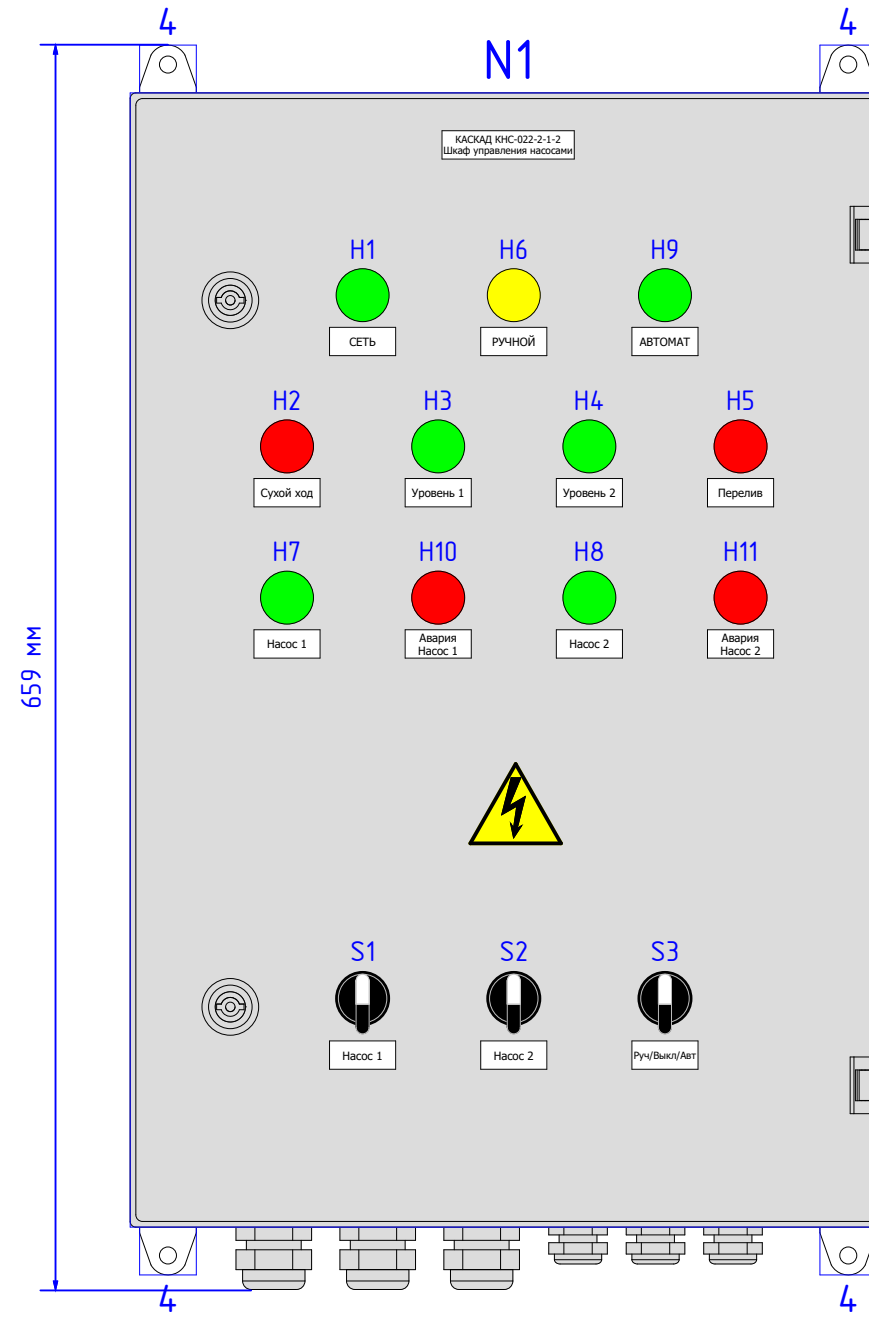 4
4
N1
КАСКАД КНС-022-2-1-2
Шкаф управления насосами
H1
H6
H9
СЕТЬ
РУЧНОЙ
АВТОМАТ
H2
H3
H4
H5
Сухой ход
Уровень 1
Уровень 2
Перелив
H7
H10
H8
H11
Насос 1
Авария
Насос 1
Насос 2
Авария
Насос 2
659 мм
S1
S2
S3
Насос 1
Насос 2
Руч/Выкл/Авт
4
4